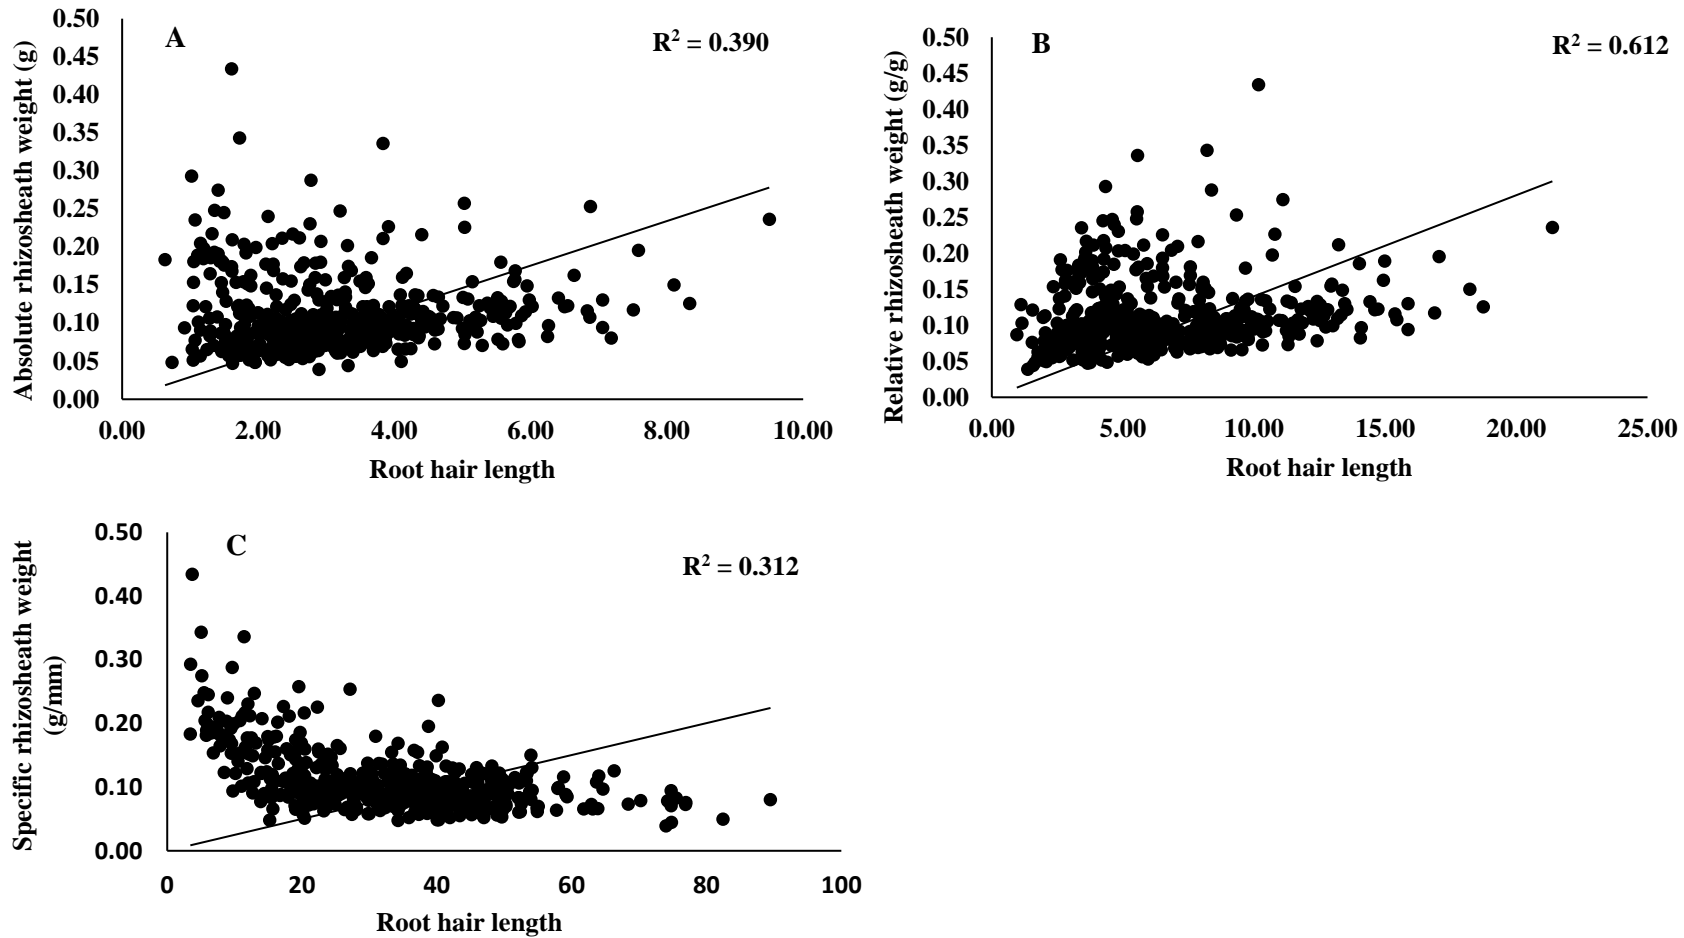 A
R² = 0.390
Absolute rhizosheath weight (g)
0.50
0.45
0.40
0.35
0.30
0.25
0.20
0.15
0.10
0.05
0.00
0.00 2.00 4.00 6.00 8.00 10.00
Root hair length
B
R² = 0.612
Relative rhizosheath weight (g/g)
0.50
0.45
0.40
0.35
0.30
0.25
0.20
0.15
0.10
0.05
0.00
0.00 5.00 10.00 15.00 20.00 25.00
Root hair length
C
R² = 0.312
Specific rhizosheath weight
(g/mm)
0.50
0.40
0.30
0.20
0.10
0.00
0 20 40 60 80 100
Root hair length